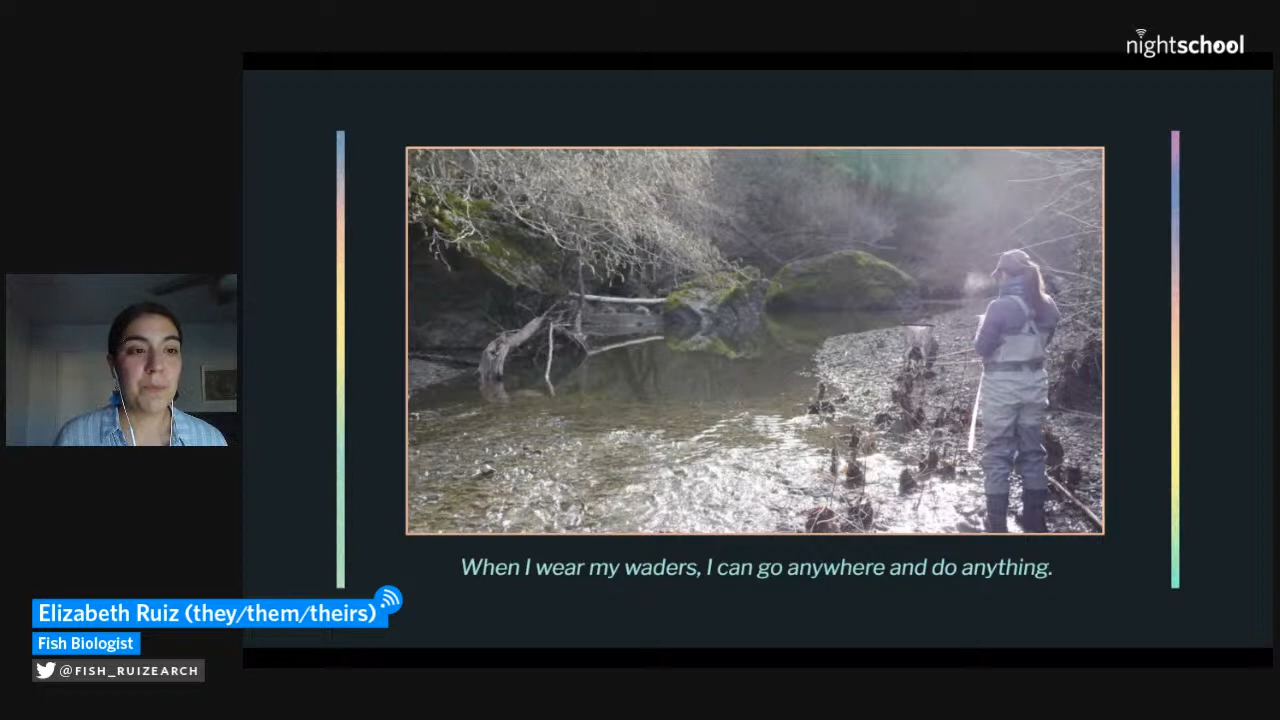 nightschool
When I wear my waders, I can go anywhere and do anything.
Elizabeth Ruiz (they/them/theirs)
Fish Biologist
@FISH_RUIZEARCH